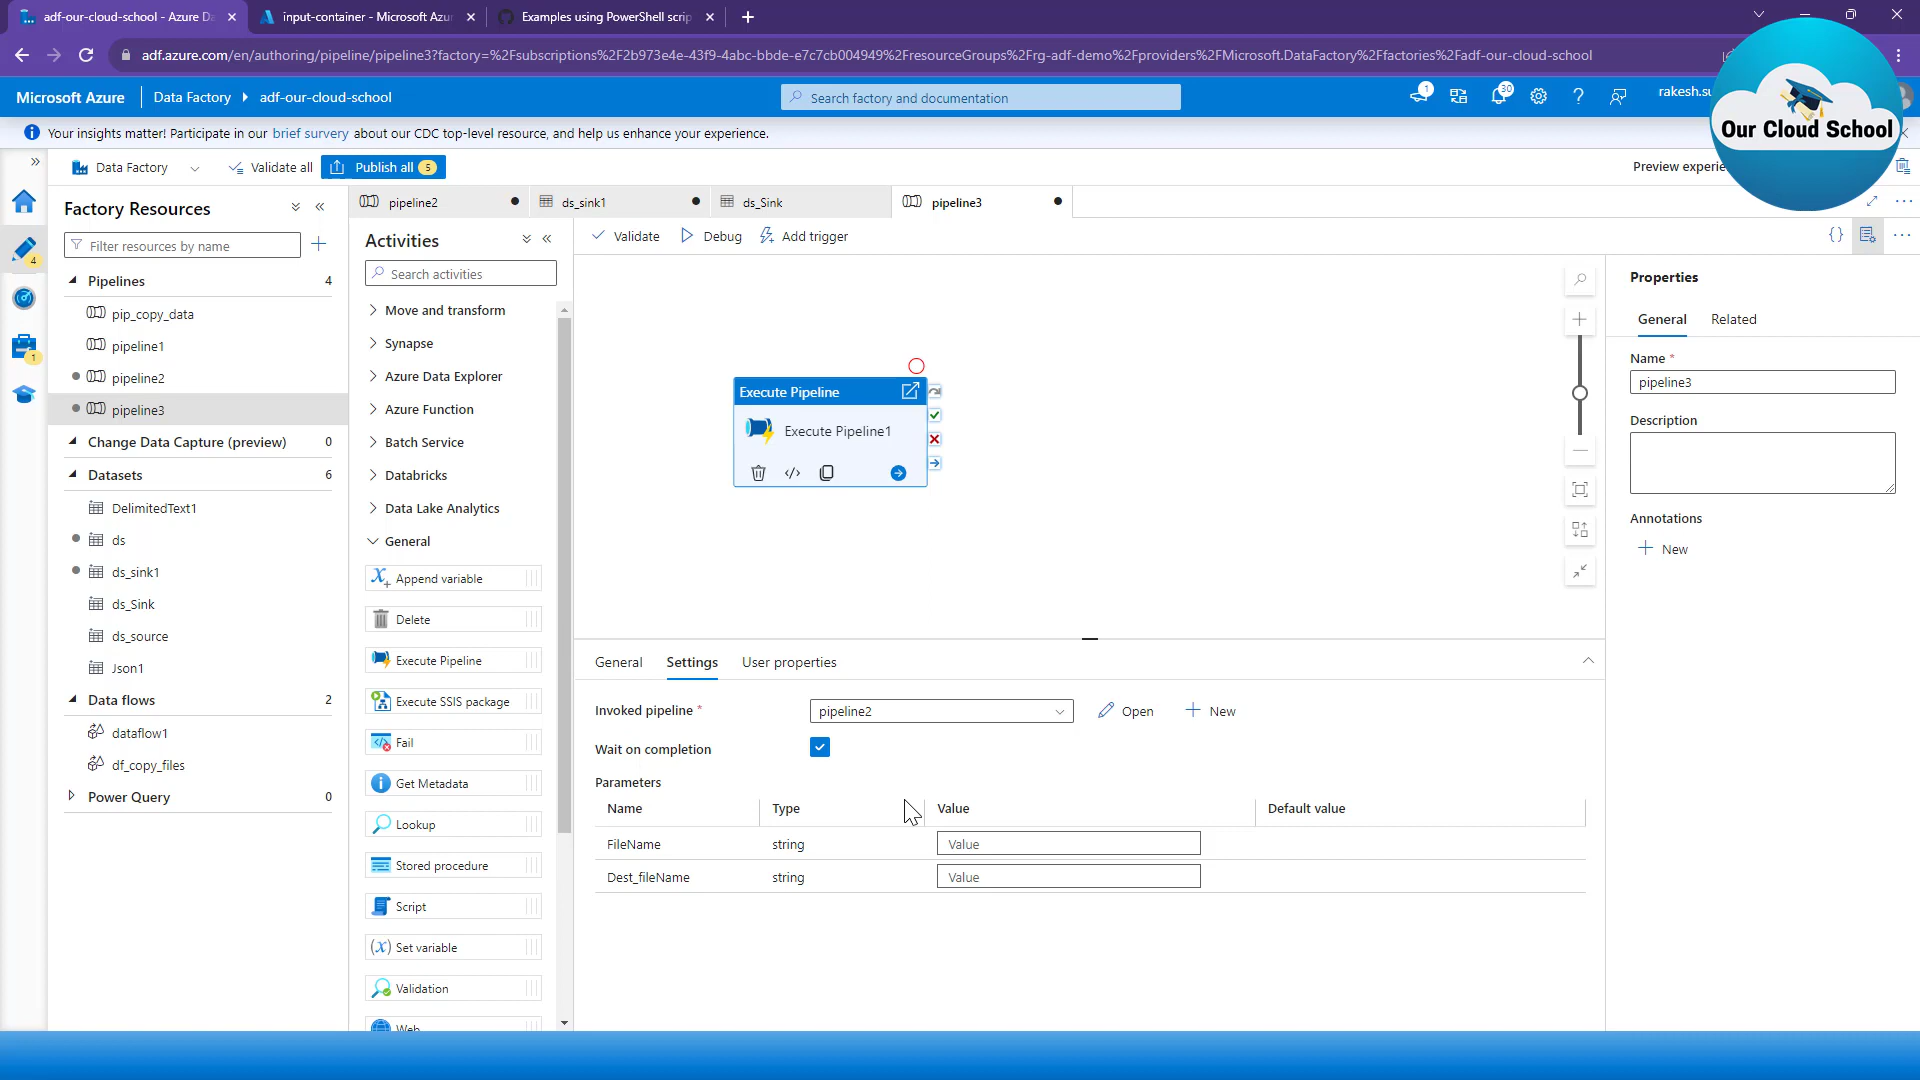 adf-our-cloud-school - Azure Da
input-container - Microsoft Azur
Examples using PowerShell scrip
adf.azure.com/en/authoring/pipeline/pipeline3?factory=%2Fsubscriptions%2F2b973e4e-43f9-4abc-bbde-e7c7cb004949%2FresourceGroups%2Frg-adf-demo%2Fproviders%2FMicrosoft.DataFactory%2Ffactories%2Fadf-our-cloud-school
Microsoft Azure
Data Factory
adf-our-cloud-school
Search factory and documentation
1
30
rakesh.su
Our Cloud School
Your insights matter! Participate in our brief survey about our CDC top-level resource, and help us enhance your experience.
Data Factory
Validate all
Publish all 5
Preview experie
4
1
Factory Resources
Filter resources by name
Pipelines 4
pip_copy_data
pipeline1
pipeline2
pipeline3
Change Data Capture (preview) 0
Datasets 6
DelimitedText1
ds
ds_sink1
ds_Sink
ds_source
Json1
Data flows 2
dataflow1
df_copy_files
Power Query 0
pipeline2
ds_sink1
ds_Sink
pipeline3
Activities
Search activities
Move and transform
Synapse
Azure Data Explorer
Azure Function
Batch Service
Databricks
Data Lake Analytics
General
Append variable
Delete
Execute Pipeline
Execute SSIS package
Fail
Get Metadata
Lookup
Stored procedure
Script
Set variable
Validation
Web
Validate
Debug
Add trigger
Execute Pipeline
Execute Pipeline1
General
Settings
User properties
Invoked pipeline *
pipeline2
Open
New
Wait on completion
Parameters
Name Type Value Default value
FileName string Value
Dest_fileName string Value
Properties
General
Related
Name *
pipeline3
Description
Annotations
New